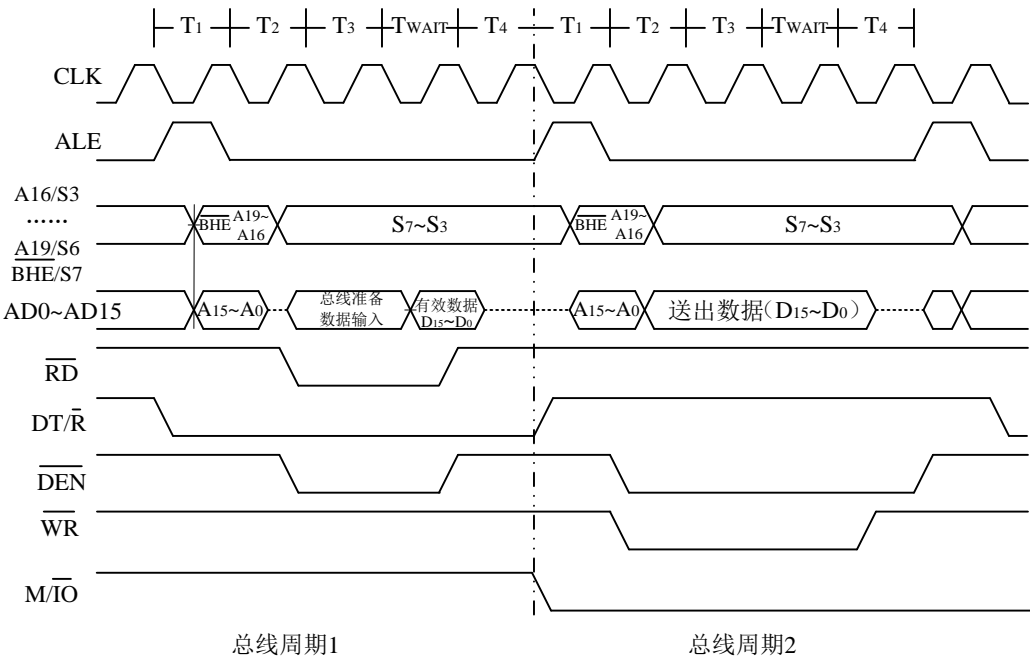 T1 T2 T3 TWAIT T4 T1 T2 T3 TWAIT T4
CLK
ALE
A16/S3
……
A19/S6
BHE/S7
BHE A19~
A16
S7~S3
BHE A19~
A16
S7~S3
AD0~AD15
A15~A0
总线准备
数据输入
有效数据
D15~D0
A15~A0
送出数据(D15~D0)
RD
DT/R
DEN
WR
M/IO
总线周期1 总线周期2